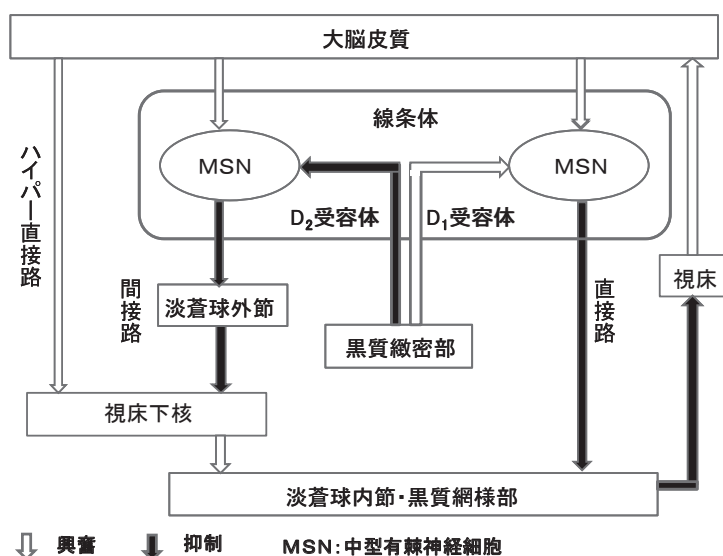 大脳皮質
線条体
MSN
MSN
ハイパー直接路
D₂受容体
D₁受容体
視床
間接路
淡蒼球外節
直接路
黒質緻密部
視床下核
淡蒼球内節・黒質網様部
興奮
抑制
MSN:中型有棘神経細胞